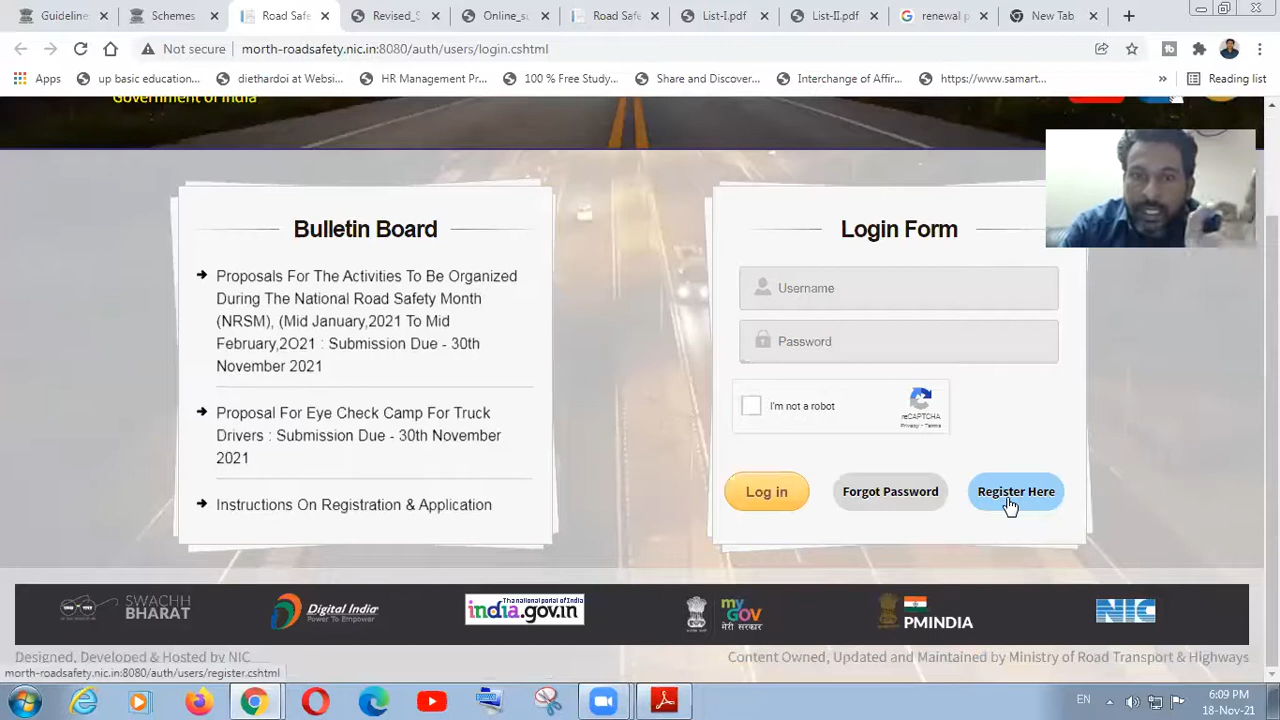 Guideline
Schemes
Road Safe
Revised_S
Online_su
Road Safe
List-I.pdf
List-II.pdf
renewal p
New Tab
Not secure
morth-roadsafety.nic.in:8080/auth/users/login.cshtml
Apps
up basic education...
diethardoi at Websi...
HR Management Pr...
100 % Free Study...
Share and Discover...
Interchange of Affir...
https://www.samart...
»
Reading list
Government of India
Bulletin Board
Proposals For The Activities To Be Organized
During The National Road Safety Month
(NRSM), (Mid January,2021 To Mid
February,2O21 : Submission Due - 30th
November 2021
Proposal For Eye Check Camp For Truck
Drivers : Submission Due - 30th November
2021
Instructions On Registration & Application
Login Form
Username
Password
I'm not a robot
reCAPTCHA
Privacy - Terms
Log in
Forgot Password
Register Here
SWACHH
BHARAT
Digital India
Power To Empower
The national portal of India
india.gov.in
my
GOV
मेरी सरकार
PMINDIA
NIC
Designed, Developed & Hosted by NIC
Content Owned, Updated and Maintained by Ministry of Road Transport & Highways
morth-roadsafety.nic.in:8080/auth/users/register.cshtml
EN
6:09 PM
18-Nov-21